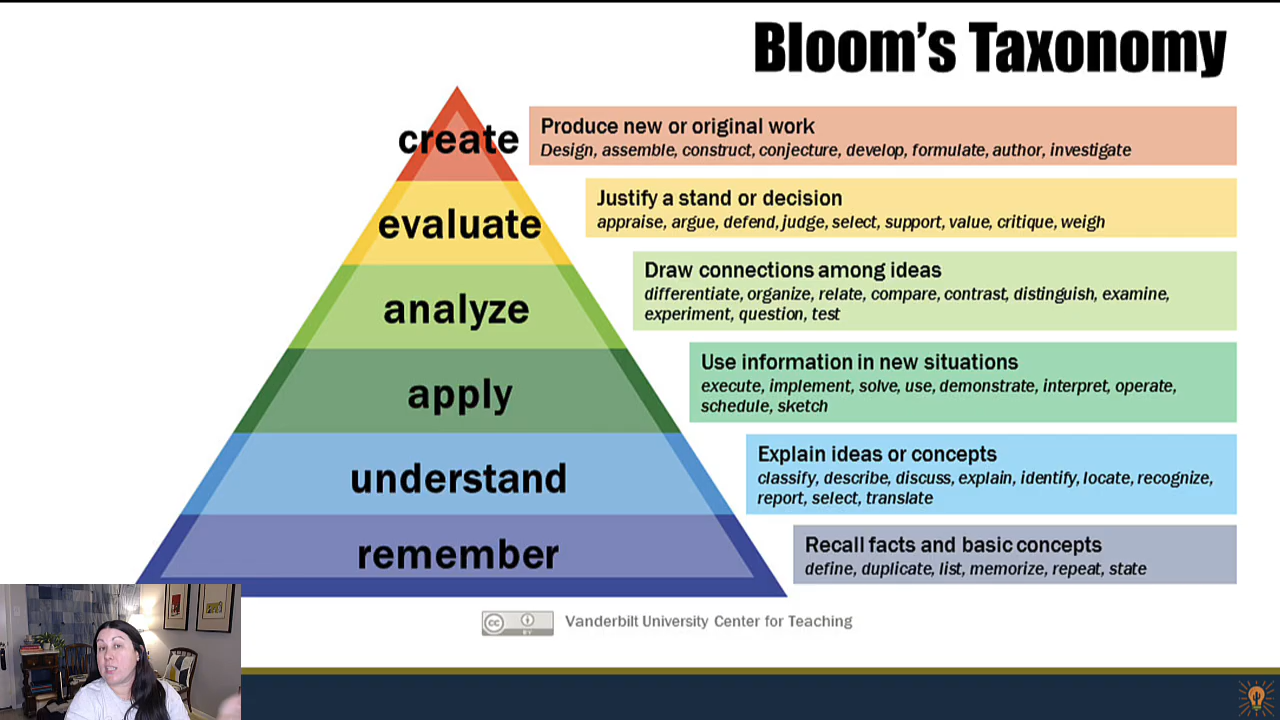 Bloom's Taxonomy
create
Produce new or original work
Design, assemble, construct, conjecture, develop, formulate, author, investigate
evaluate
Justify a stand or decision
appraise, argue, defend, judge, select, support, value, critique, weigh
analyze
Draw connections among ideas
differentiate, organize, relate, compare, contrast, distinguish, examine,
experiment, question, test
apply
Use information in new situations
execute, implement, solve, use, demonstrate, interpret, operate,
schedule, sketch
understand
Explain ideas or concepts
classify, describe, discuss, explain, identify, locate, recognize,
report, select, translate
remember
Recall facts and basic concepts
define, duplicate, list, memorize, repeat, state
cc BY Vanderbilt University Center for Teaching